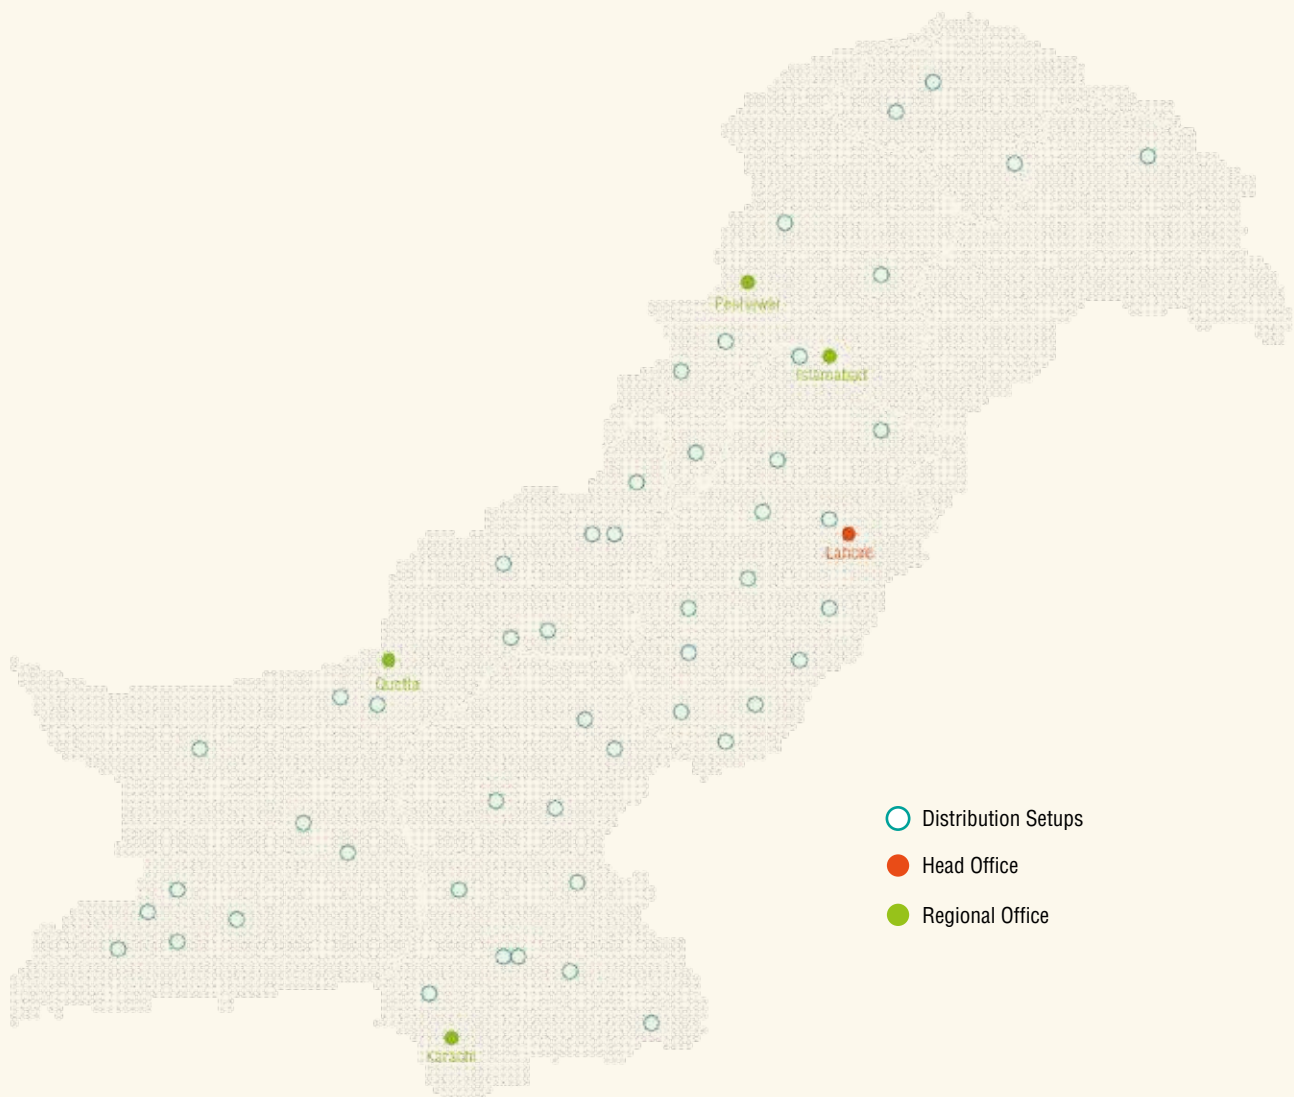 Peshawar
Islamabad
Lahore
Quetta
Karachi
Distribution Setups
Head Office
Regional Office